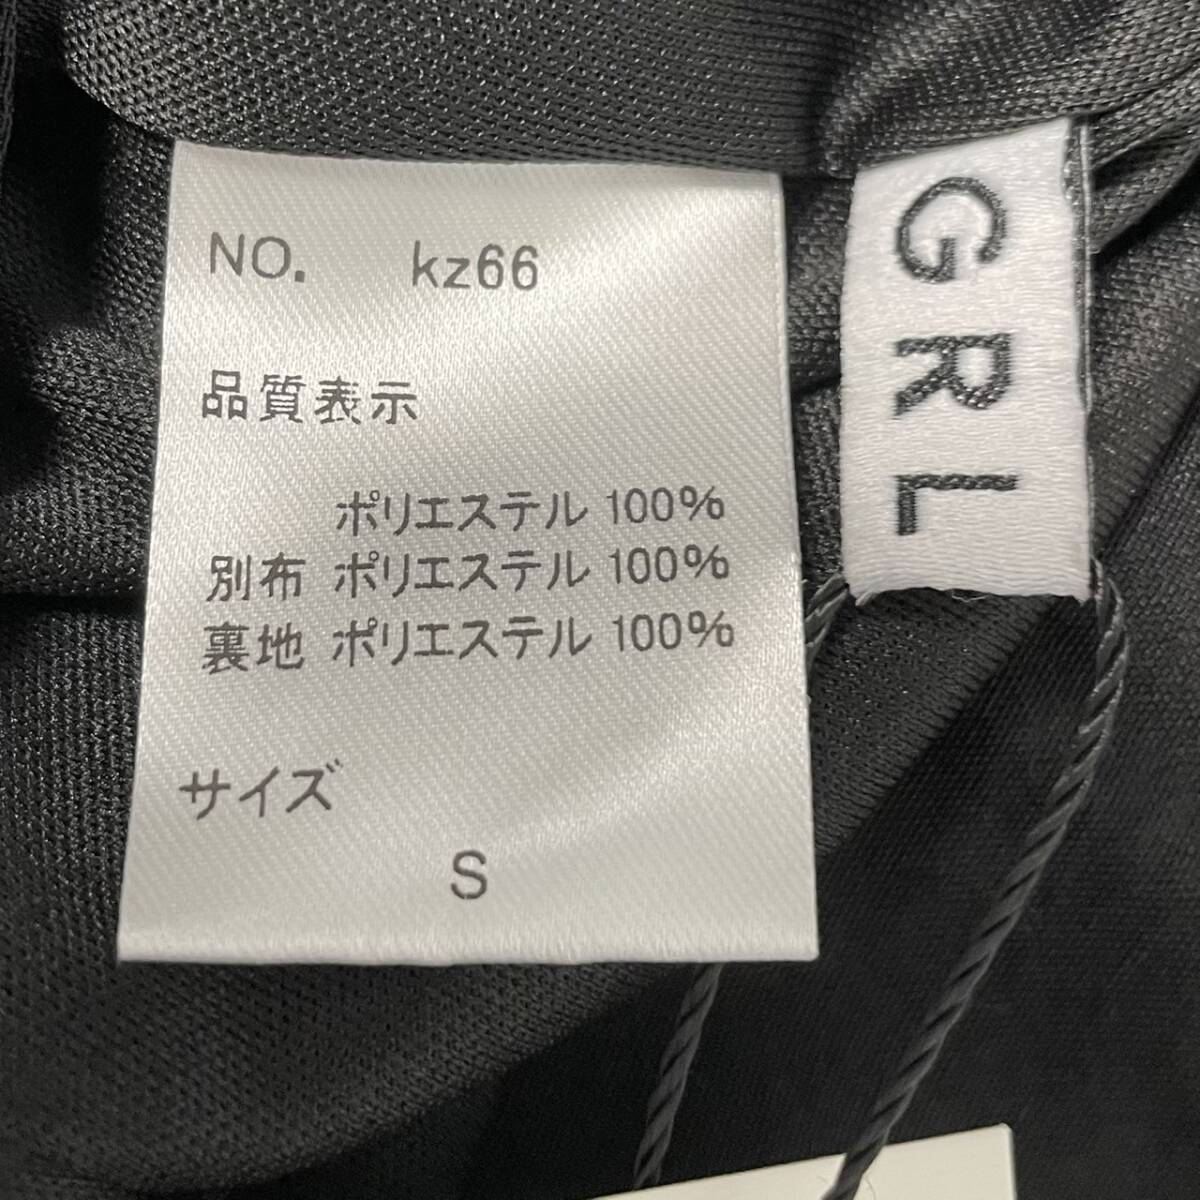 NO. kz66
品質表示
ポリエステル 100%
別布 ポリエステル 100%
裏地 ポリエステル 100%
サイズ
S
GRL